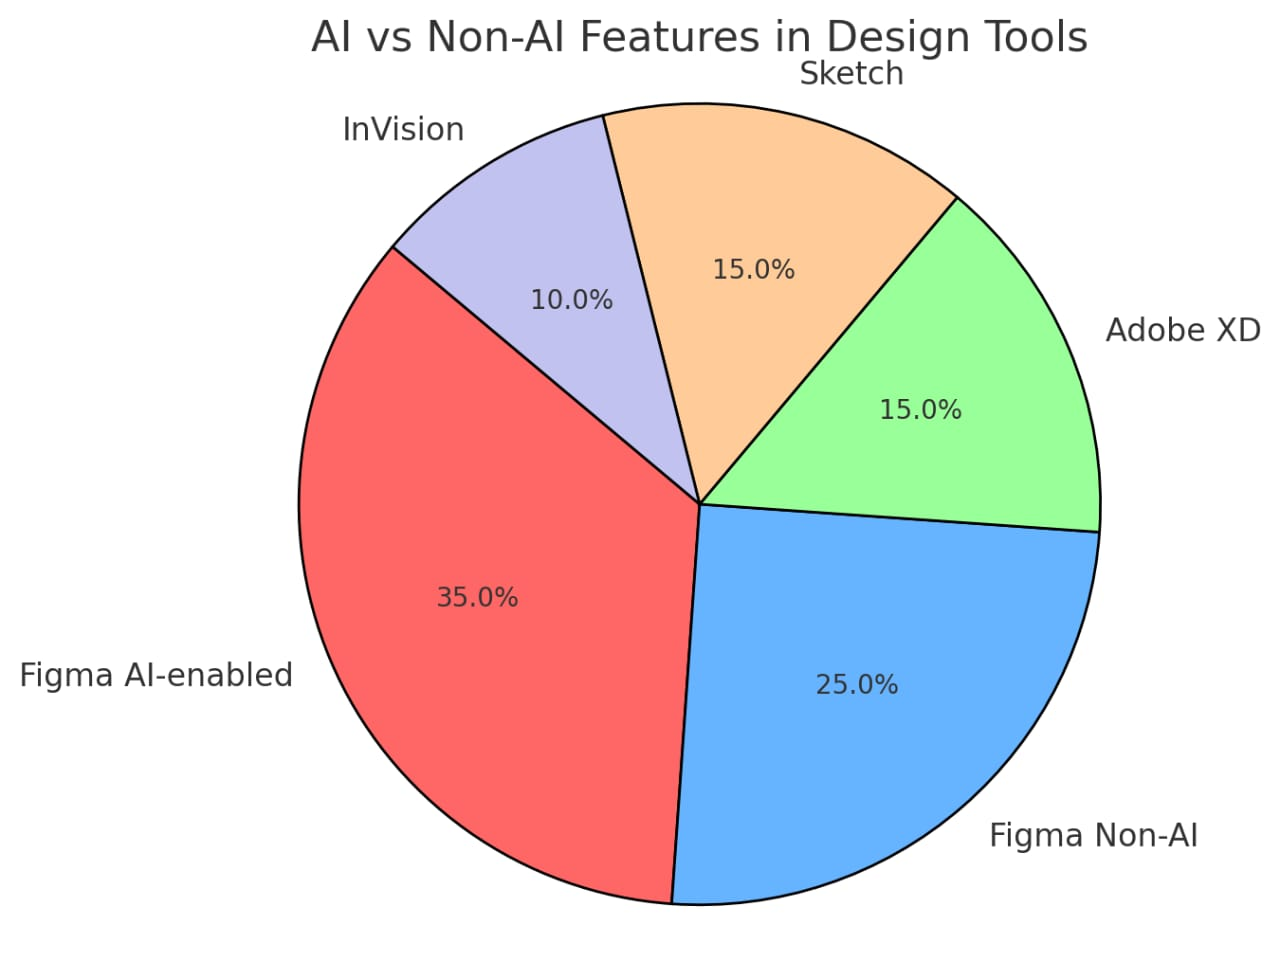 AI vs Non-AI Features in Design Tools
Sketch
InVision
15.0%
10.0%
Adobe XD
15.0%
35.0%
Figma AI-enabled
25.0%
Figma Non-AI